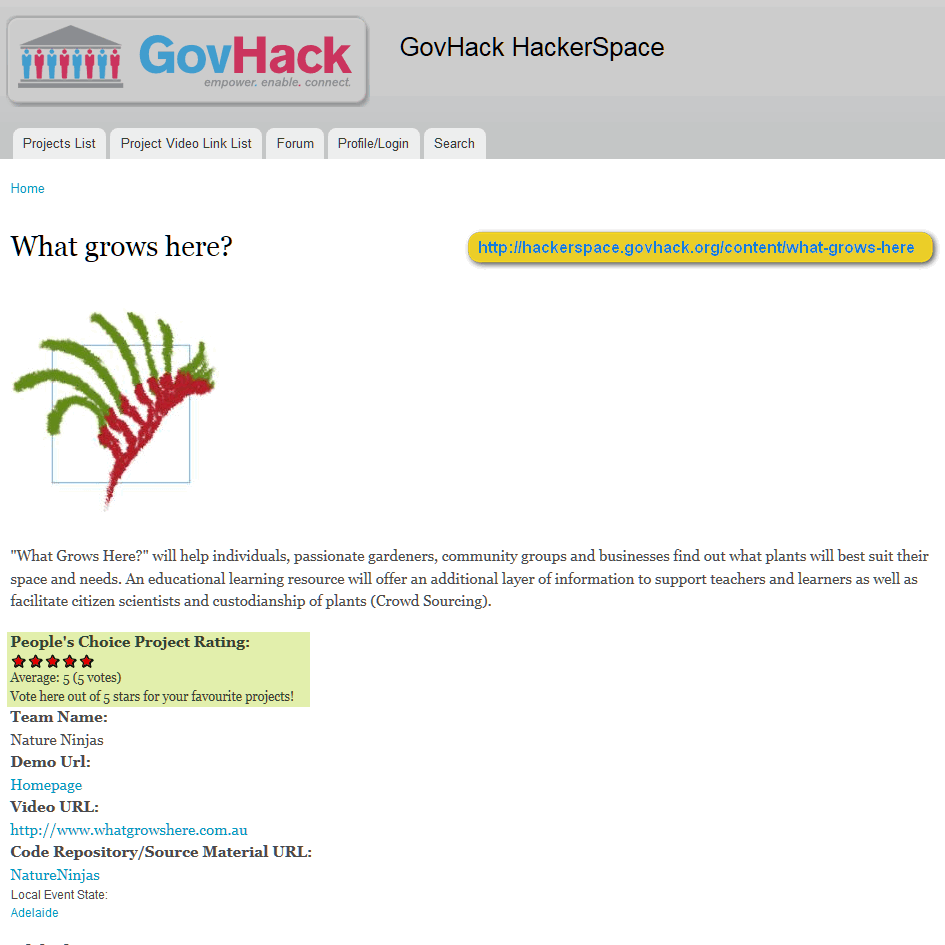 GovHack
empower. enable. connect.
GovHack HackerSpace
Projects List
Project Video Link List
Forum
Profile/Login
Search
Home
What grows here?
http://hackerspace.govhack.org/content/what-grows-here
"What Grows Here?" will help individuals, passionate gardeners, community groups and businesses find out what plants will best suit their
space and needs. An educational learning resource will offer an additional layer of information to support teachers and learners as well as
facilitate citizen scientists and custodianship of plants (Crowd Sourcing).
People's Choice Project Rating:
Average: 5 (5 votes)
Vote here out of 5 stars for your favourite projects!
Team Name:
Nature Ninjas
Demo Url:
Homepage
Video URL:
http://www.whatgrowshere.com.au
Code Repository/Source Material URL:
NatureNinjas
Local Event State:
Adelaide